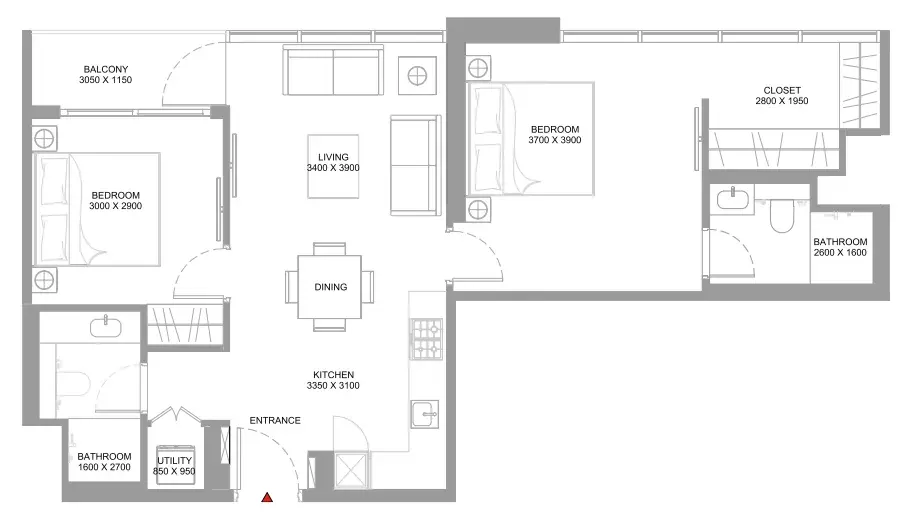 BALCONY
3050 X 1150
CLOSET
2800 X 1950
BEDROOM
3700 X 3900
LIVING
3400 X 3900
BEDROOM
3000 X 2900
BATHROOM
2600 X 1600
DINING
KITCHEN
3350 X 3100
ENTRANCE
BATHROOM
1600 X 2700
UTILITY
850 X 950